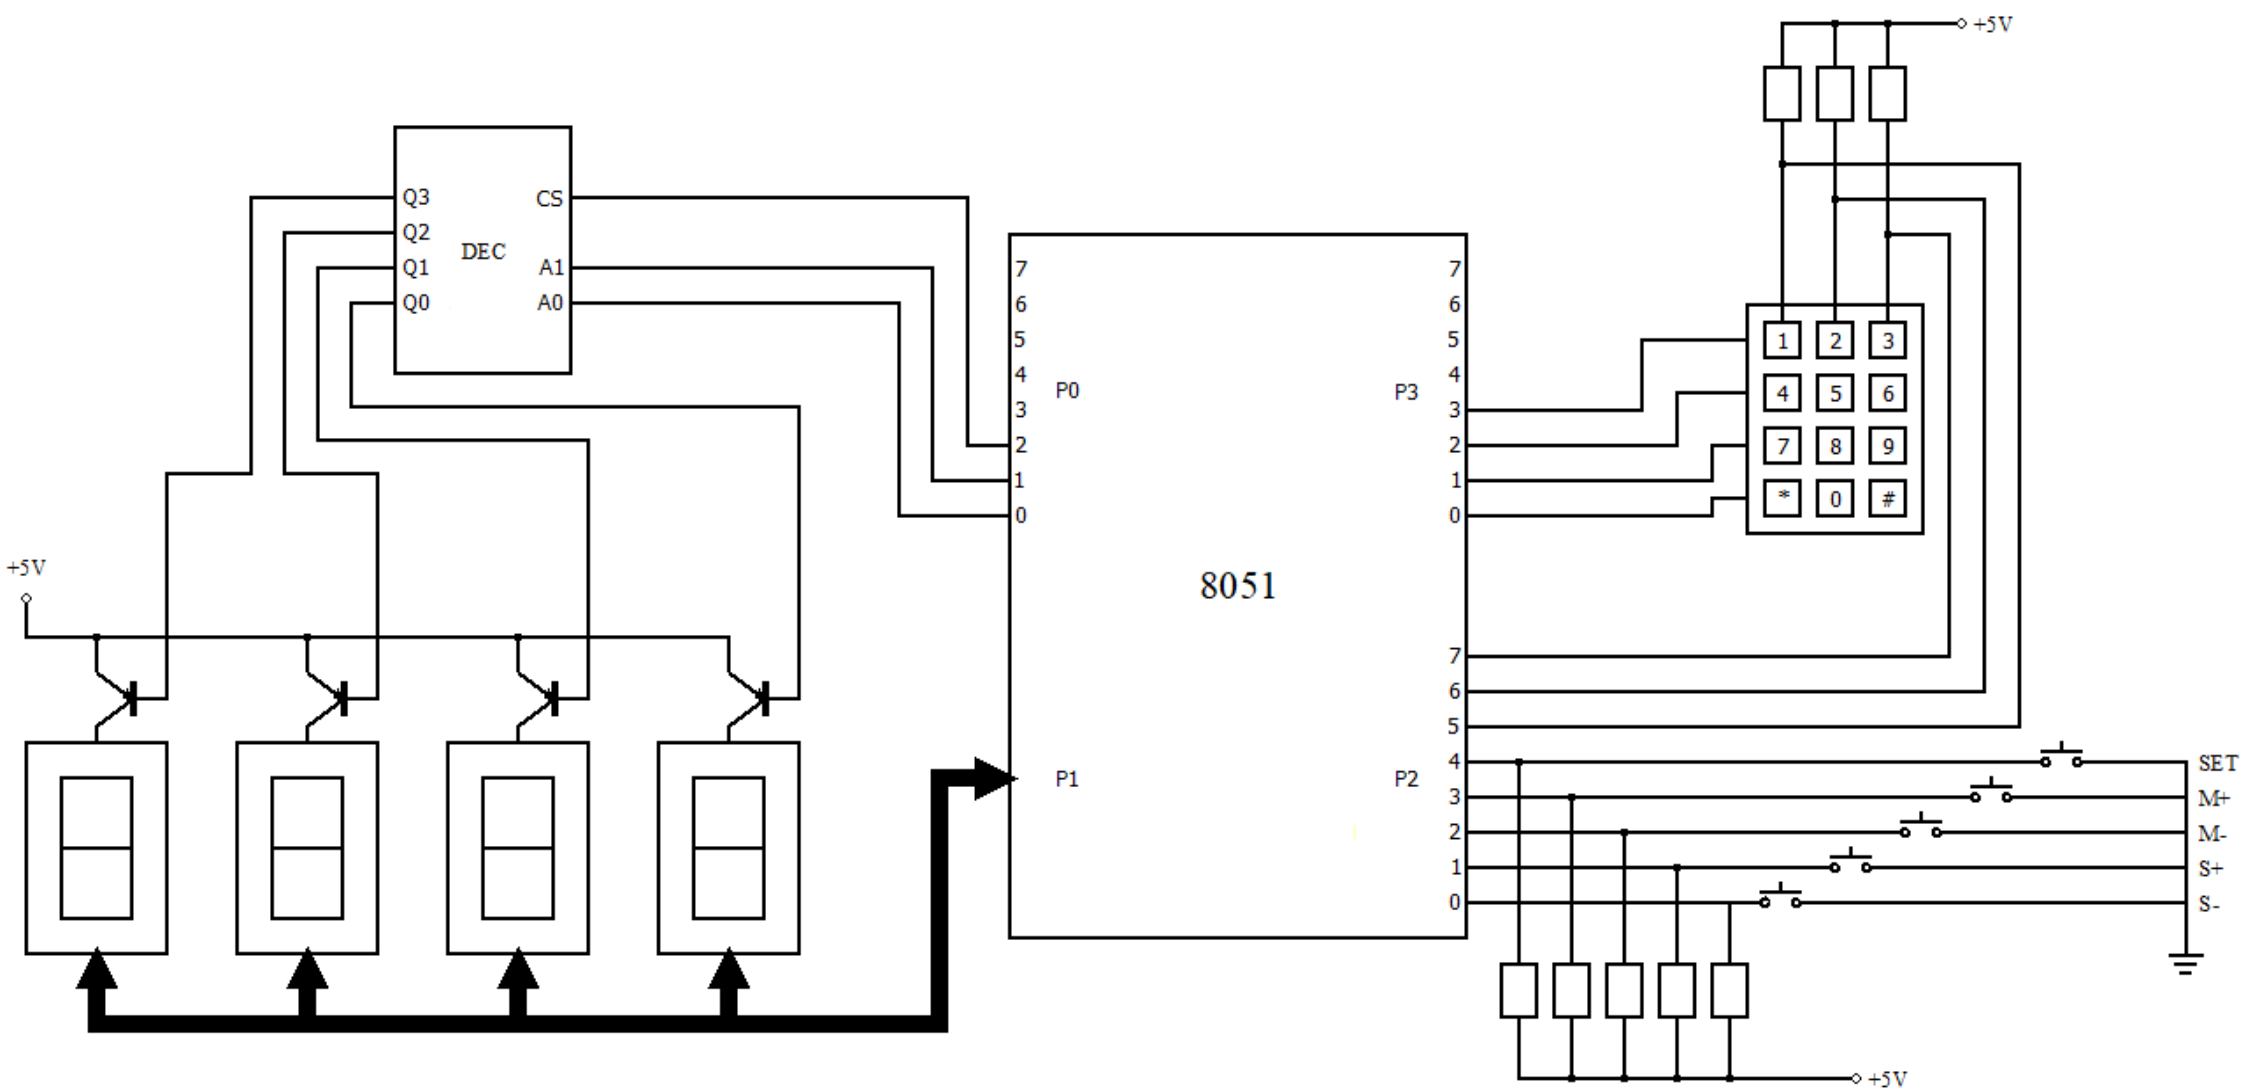 +5V
Q3 CS
Q2
DEC
Q1 A1
Q0 A0
7 7
6 6
5 5
4 4
P0 P3
3 3
2 2
1 1
0 0
1 2 3
4 5 6
7 8 9
* 0 #
+5V
8051
7
6
5
4 SET
P1 P2
3 M+
2 M-
1 S+
0 S-
+5V